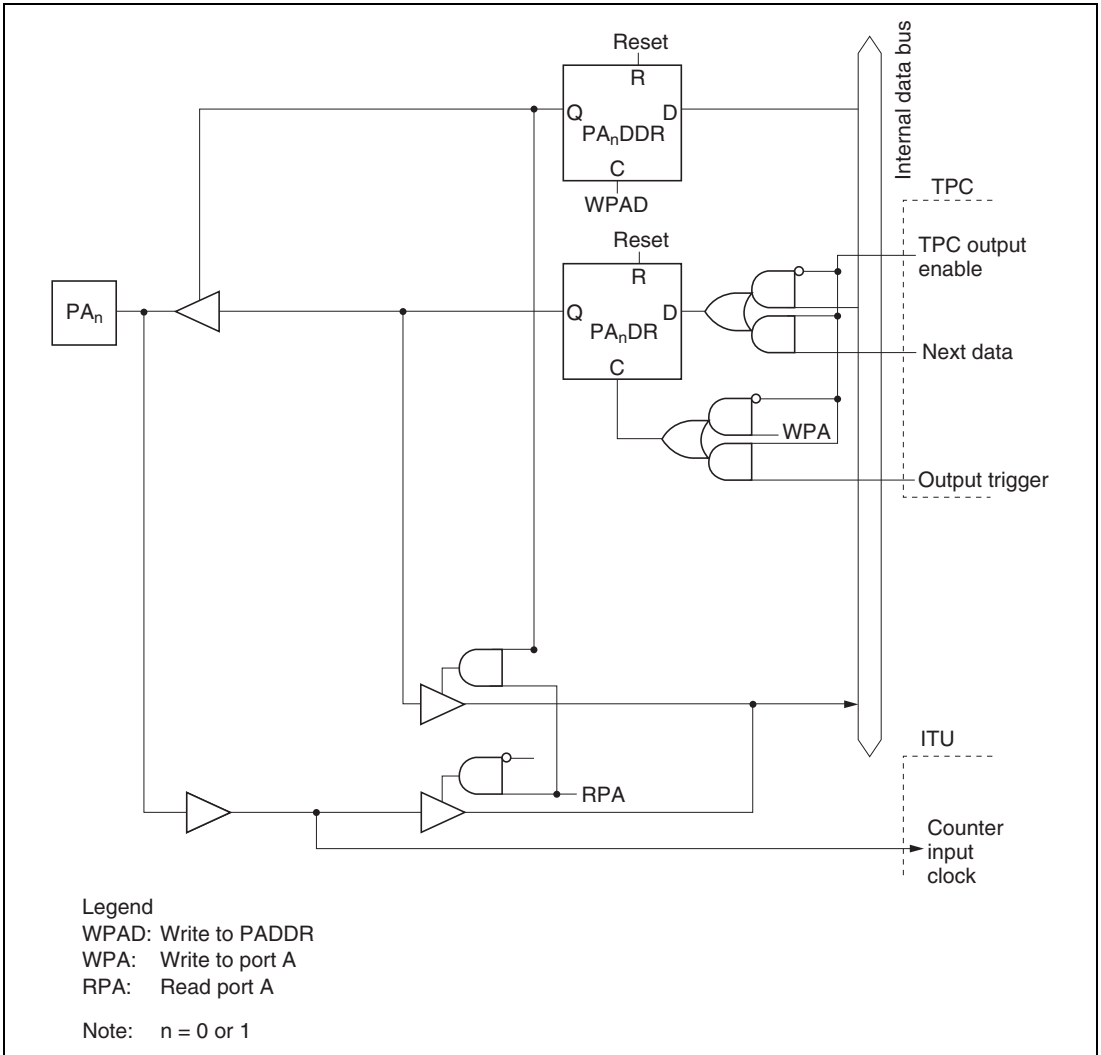 Reset
R
Q D
PAnDDR
C
WPAD
Internal data bus
TPC
TPC output
enable
Reset
R
PAn
Q D
PAnDR
C
Next data
WPA
Output trigger
RPA
ITU
Counter
input
clock
Legend
WPAD: Write to PADDR
WPA: Write to port A
RPA: Read port A
Note: n = 0 or 1